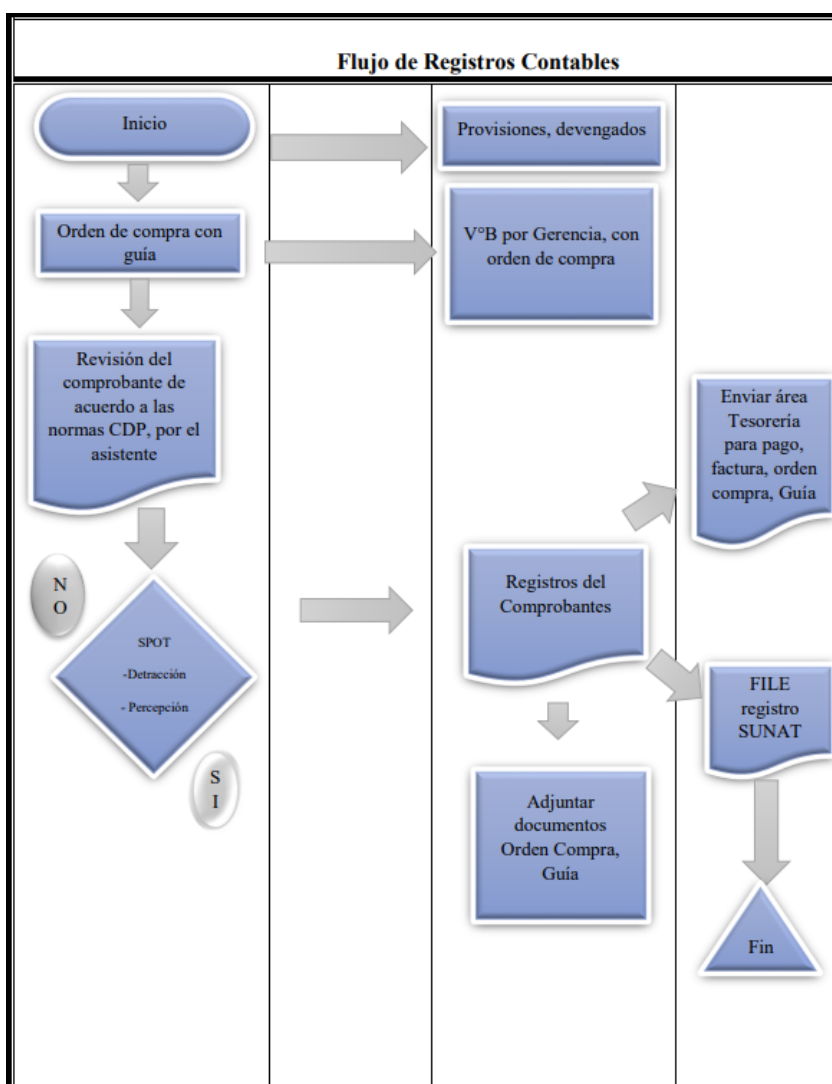 Flujo de Registros Contables
Inicio
Provisiones, devengados
Orden de compra con
guía
V°B por Gerencia, con
orden de compra
Revisión del
comprobante de
acuerdo a las
normas CDP, por el
asistente
Enviar área
Tesorería
para pago,
factura, orden
compra, Guía
N
O
SPOT
-Detracción
- Percepción
S
I
Registros del
Comprobantes
FILE
registro
SUNAT
Adjuntar
documentos
Orden Compra,
Guía
Fin